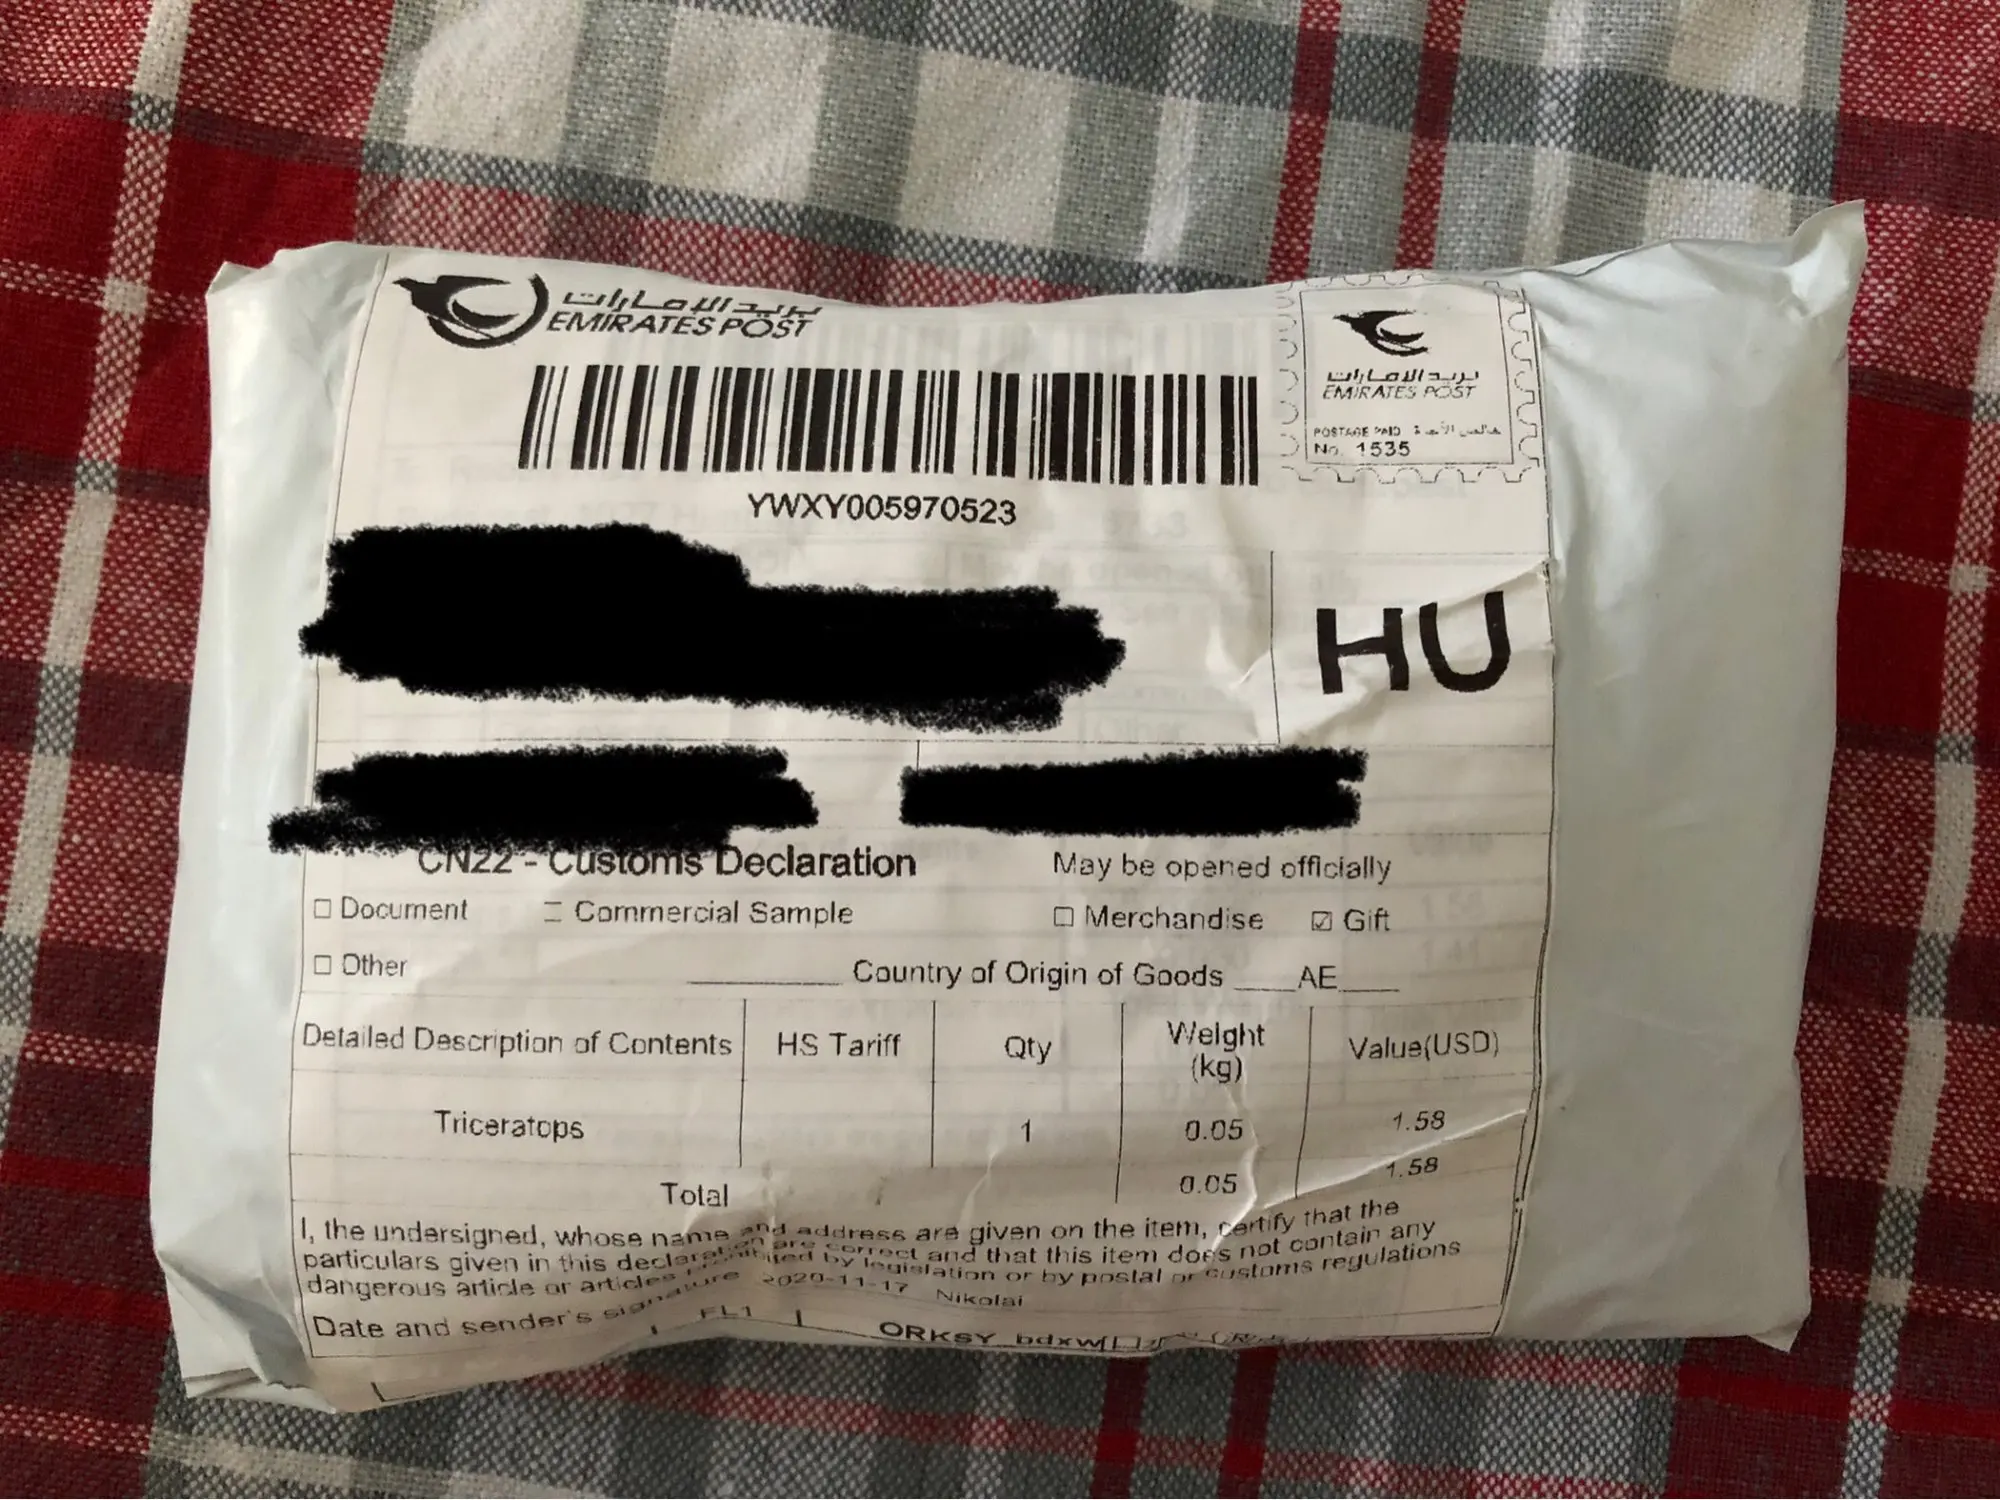 بريد الإمارات
EMIRATES POST
بريد الإمارات
EMIRATES POST
POSTAGE PAID
No. 1535
YWXY005970523
HU
CN22 - Customs Declaration
May be opened officially
☐ Document ☐ Commercial Sample ☐ Merchandise ☑ Gift
☐ Other Country of Origin of Goods ____AE____
Detailed Description of Contents HS Tariff Qty Weight (kg) Value(USD)
Triceratops 1 0.05 1.58
Total 0.05 1.58
I, the undersigned, whose name and address are given on the item, certify that the
particulars given in this declaration are correct and that this item does not contain any
dangerous article or articles prohibited by legislation or by postal or customs regulations
Date and sender's signature 2020-11-17 Nikolai
FL1 ORKSY